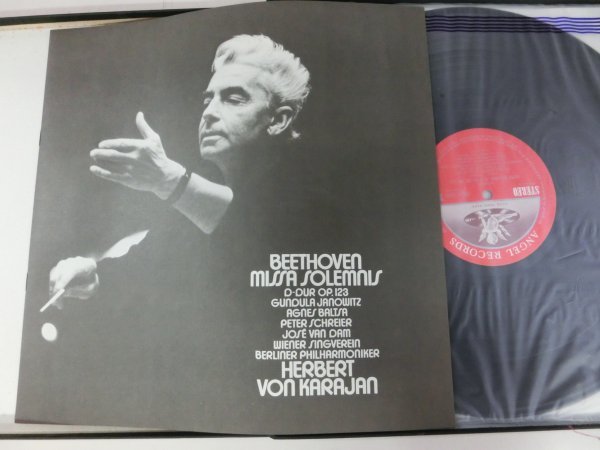 BEETHOVEN
MISSA SOLEMNIS
D-DUR OP.123
GUNDULA JANOWITZ
AGNES BALTSA
PETER SCHREIER
JOSÉ VAN DAM
WIENER SINGVEREIN
BERLINER PHILHARMONIKER
HERBERT
VON KARAJAN
STEREO
ANGEL RECORDS